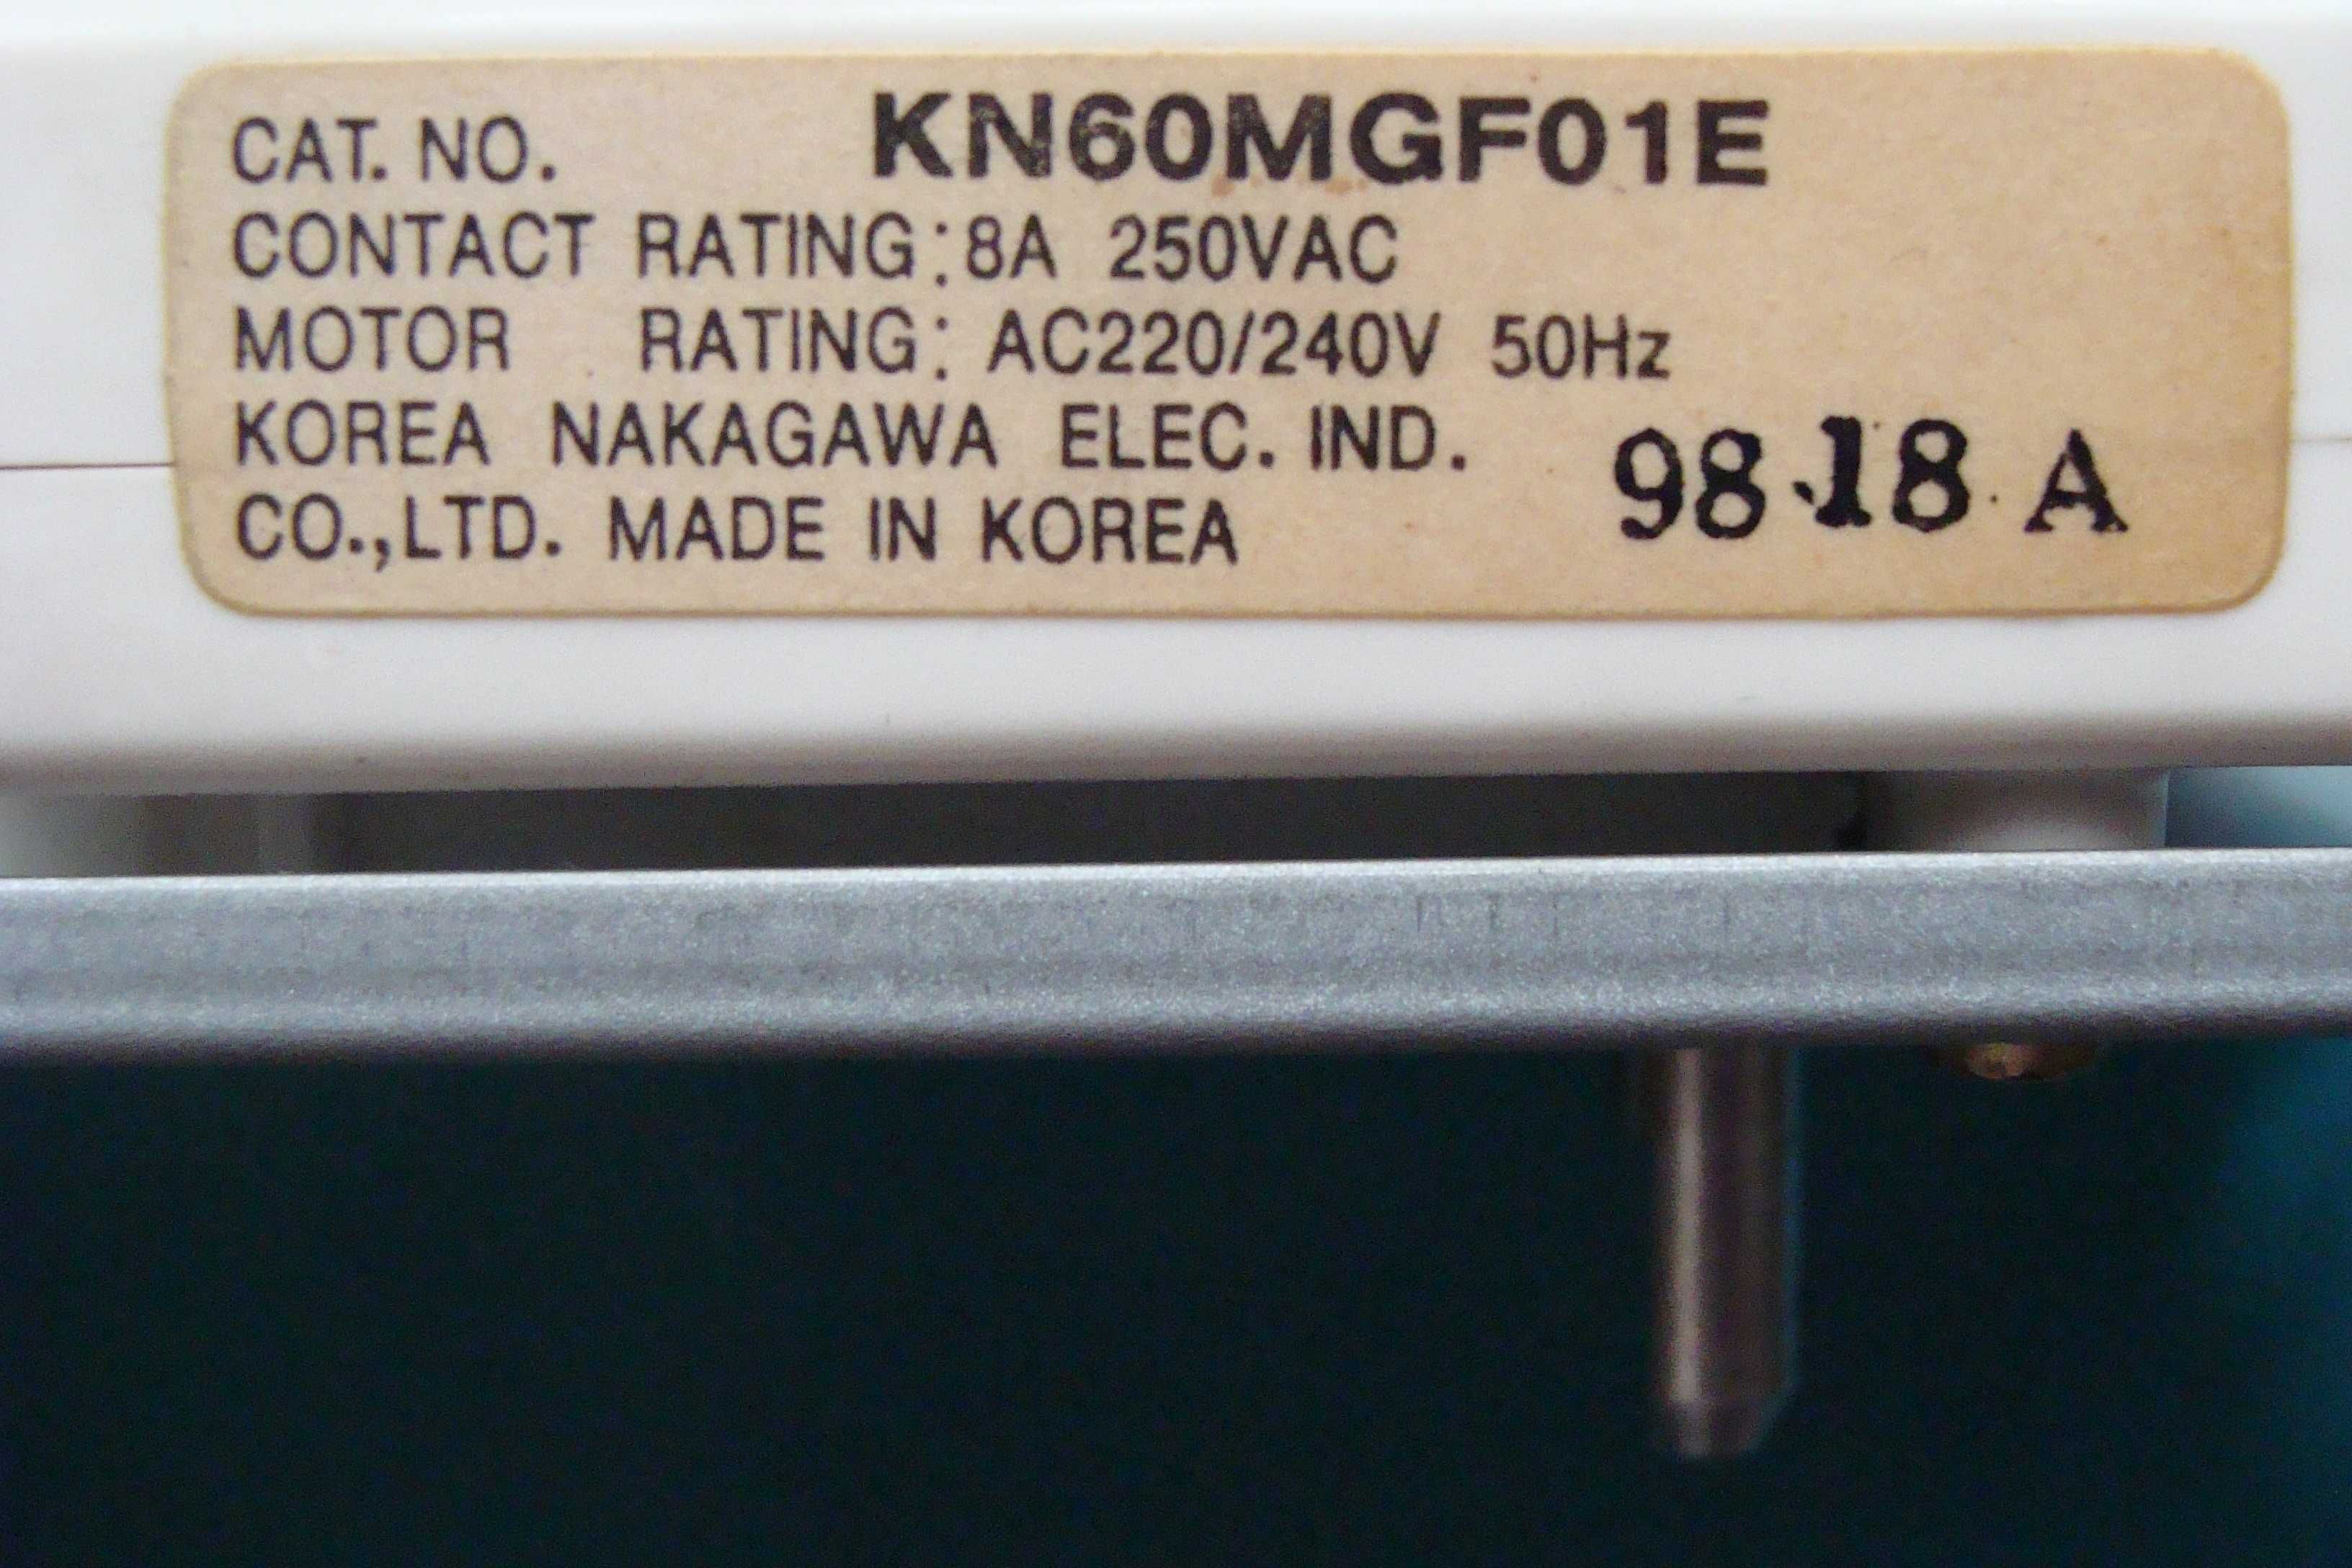 CAT. NO. KN60MGF01E
CONTACT RATING: 8A 250VAC
MOTOR RATING: AC220/240V 50Hz
KOREA NAKAGAWA ELEC. IND.
CO.,LTD. MADE IN KOREA
98.18 A